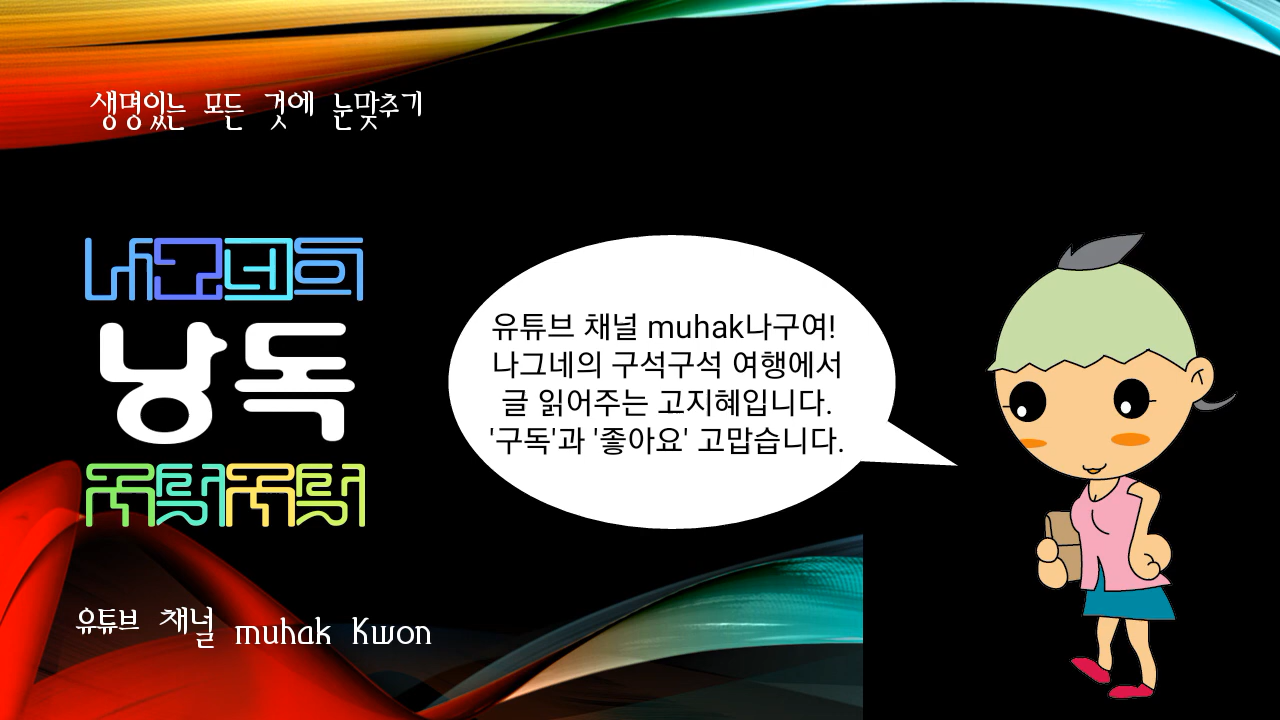 생명있는 모든 것에 눈맞추기
나그네의
낭독
구석구석
유튜브 채널 muhak나구여!
나그네의 구석구석 여행에서
글 읽어주는 고지혜입니다.
'구독'과 '좋아요' 고맙습니다.
유튜브 채널 muhak Kwon